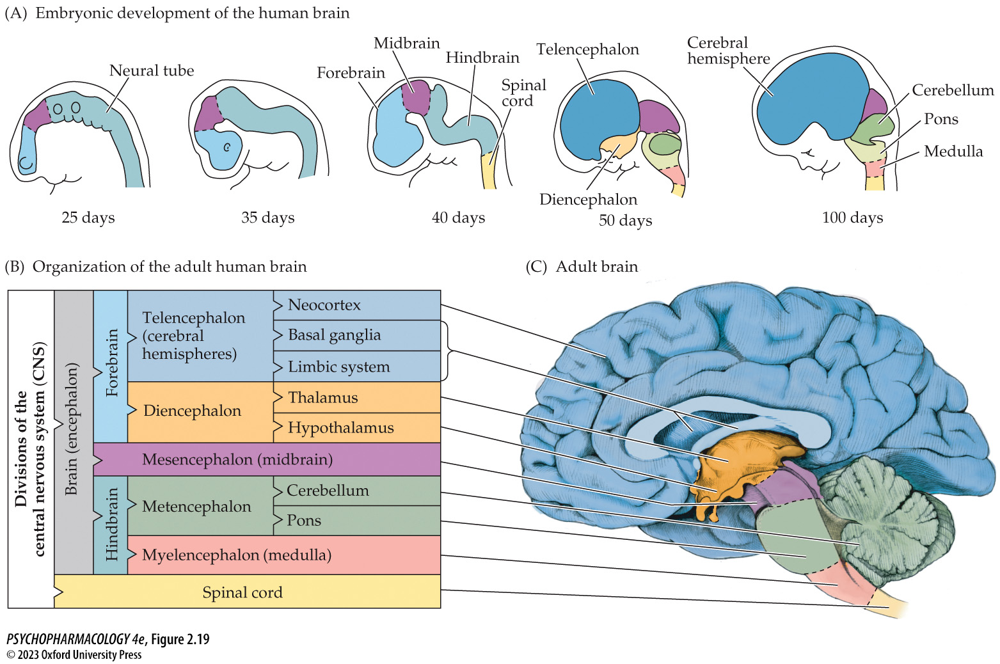 (A) Embryonic development of the human brain
Neural tube
Midbrain
Forebrain
Hindbrain
Spinal
cord
Telencephalon
Diencephalon
Cerebral
hemisphere
Cerebellum
Pons
Medulla
25 days
35 days
40 days
50 days
100 days
(B) Organization of the adult human brain
Divisions of the
central nervous system (CNS)
Brain (encephalon)
Forebrain
Telencephalon
(cerebral
hemispheres)
Neocortex
Basal ganglia
Limbic system
Diencephalon
Thalamus
Hypothalamus
Mesencephalon (midbrain)
Hindbrain
Metencephalon
Cerebellum
Pons
Myelencephalon (medulla)
Spinal cord
(C) Adult brain
PSYCHOPHARMACOLOGY 4e, Figure 2.19
© 2023 Oxford University Press